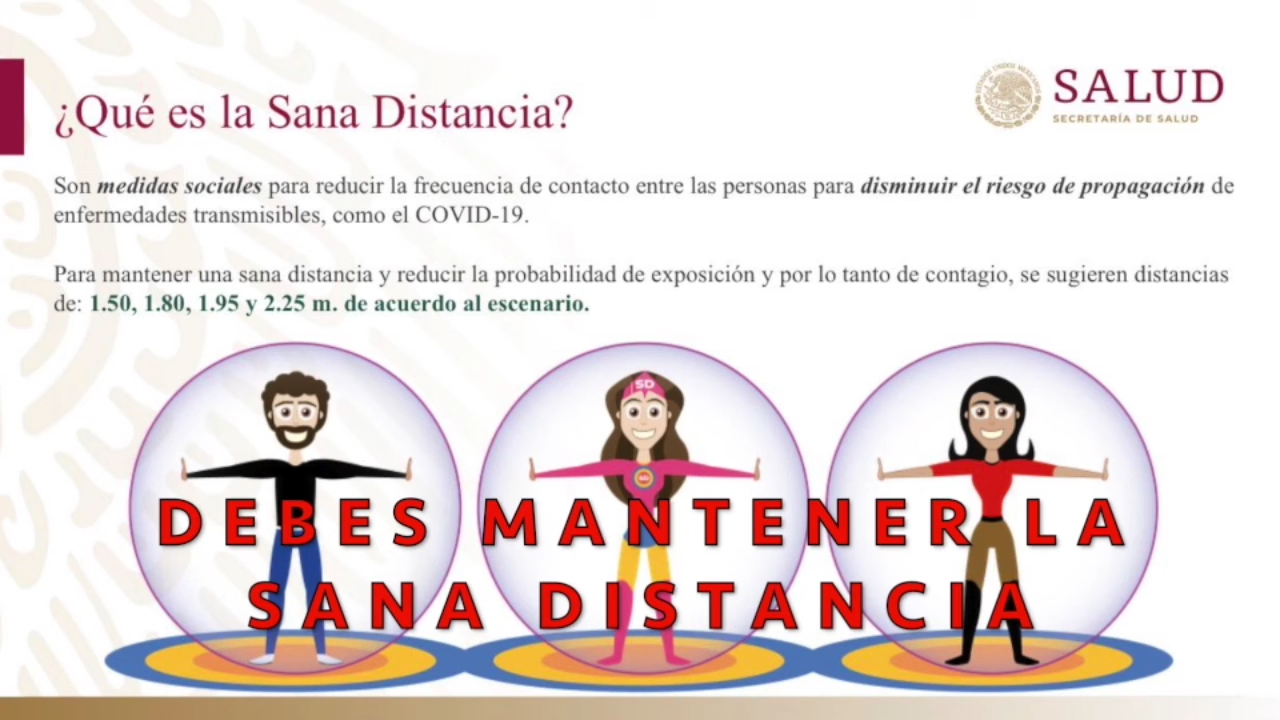 ¿Qué es la Sana Distancia?
SALUD
SECRETARÍA DE SALUD
Son medidas sociales para reducir la frecuencia de contacto entre las personas para disminuir el riesgo de propagación de
enfermedades transmisibles, como el COVID-19.
Para mantener una sana distancia y reducir la probabilidad de exposición y por lo tanto de contagio, se sugieren distancias
de: 1.50, 1.80, 1.95 y 2.25 m. de acuerdo al escenario.
SD
DEBES MANTENER LA
SANA DISTANCIA